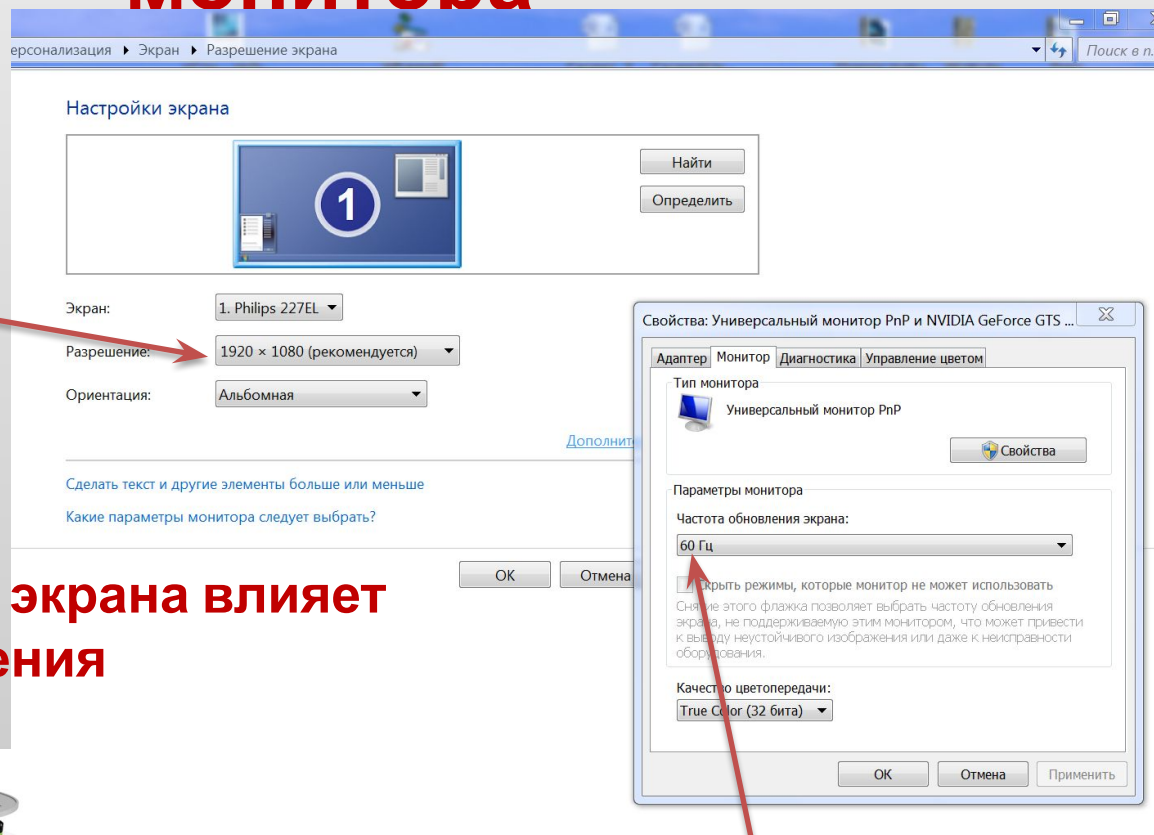 монитора
ерсонализация ▸ Экран ▸ Разрешение экрана
Поиск в п...
Настройки экрана
1
Найти
Определить
Экран: 1. Philips 227EL
Разрешение: 1920 × 1080 (рекомендуется)
Ориентация: Альбомная
Дополнит
Сделать текст и другие элементы больше или меньше
Какие параметры монитора следует выбрать?
ОК Отмена
экрана влияет
ения
Свойства: Универсальный монитор PnP и NVIDIA GeForce GTS ...
Адаптер Монитор Диагностика Управление цветом
Тип монитора
Универсальный монитор PnP
Свойства
Параметры монитора
Частота обновления экрана:
60 Гц
Скрыть режимы, которые монитор не может использовать
Снятие этого флажка позволяет выбрать частоту обновления
экрана, не поддерживаемую этим монитором, что может привести
к выводу неустойчивого изображения или даже к неисправности
оборудования.
Качество цветопередачи:
True Color (32 бита)
ОК Отмена Применить